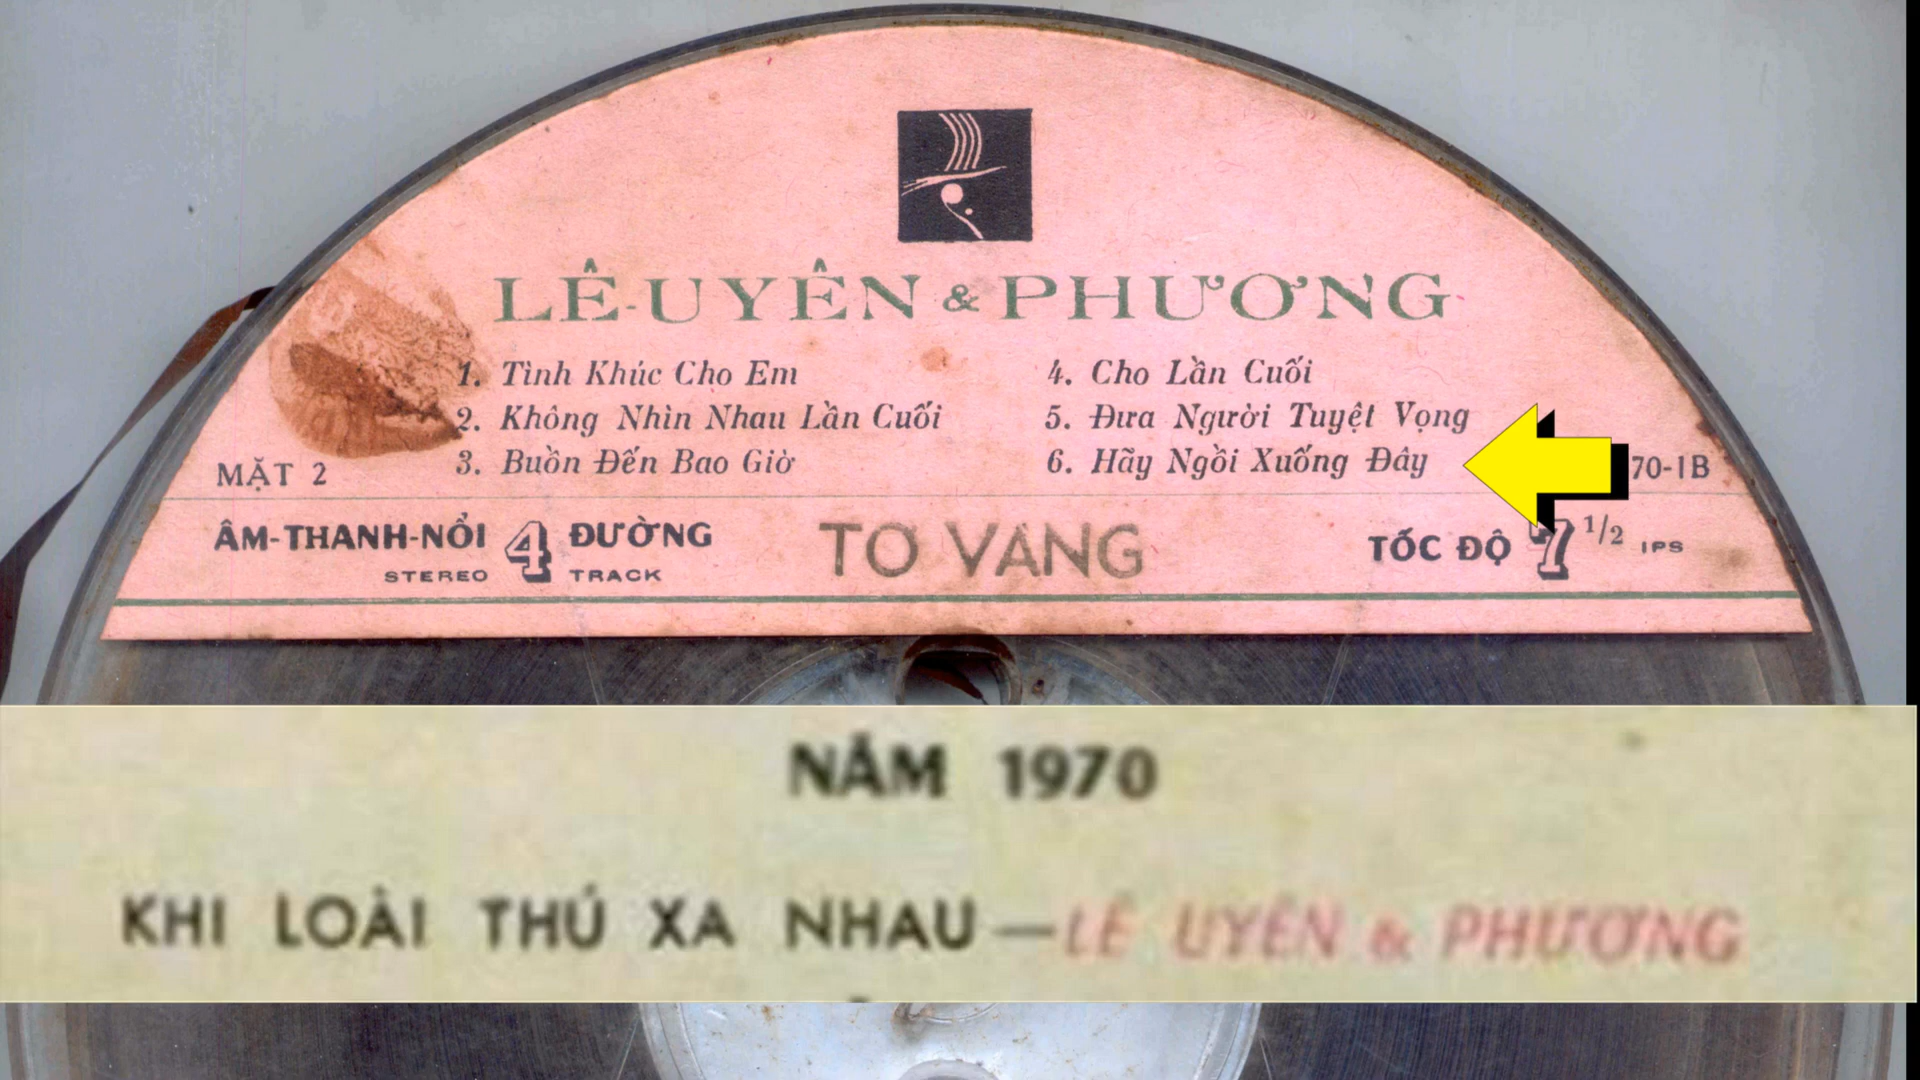 LÊ-UYÊN & PHƯƠNG
1. Tình Khúc Cho Em
2. Không Nhìn Nhau Lần Cuối
3. Buồn Đến Bao Giờ
4. Cho Lần Cuối
5. Đưa Người Tuyệt Vọng
6. Hãy Ngồi Xuống Đây
MẶT 2
70-1B
ÂM-THANH-NỔI 4 ĐƯỜNG
STEREO TRACK
TƠ VÀNG
TỐC ĐỘ 7 1/2 IPS
NĂM 1970
KHI LOÀI THÚ XA NHAU — LÊ UYÊN & PHƯƠNG